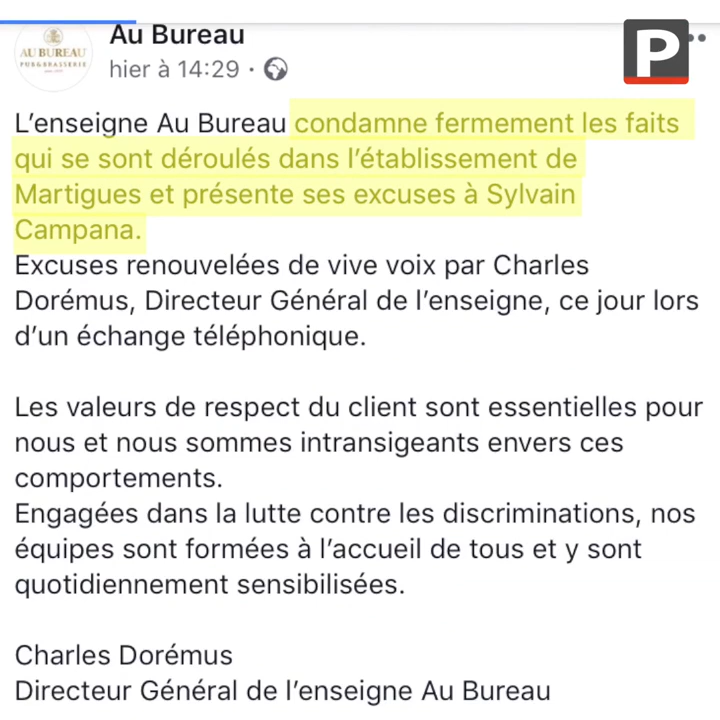 Au Bureau
AU BUREAU
PUB & BRASSERIE
hier à 14:29 ·
P
L'enseigne Au Bureau condamne fermement les faits
qui se sont déroulés dans l'établissement de
Martigues et présente ses excuses à Sylvain
Campana.
Excuses renouvelées de vive voix par Charles
Dorémus, Directeur Général de l'enseigne, ce jour lors
d'un échange téléphonique.
Les valeurs de respect du client sont essentielles pour
nous et nous sommes intransigeants envers ces
comportements.
Engagées dans la lutte contre les discriminations, nos
équipes sont formées à l'accueil de tous et y sont
quotidiennement sensibilisées.
Charles Dorémus
Directeur Général de l'enseigne Au Bureau